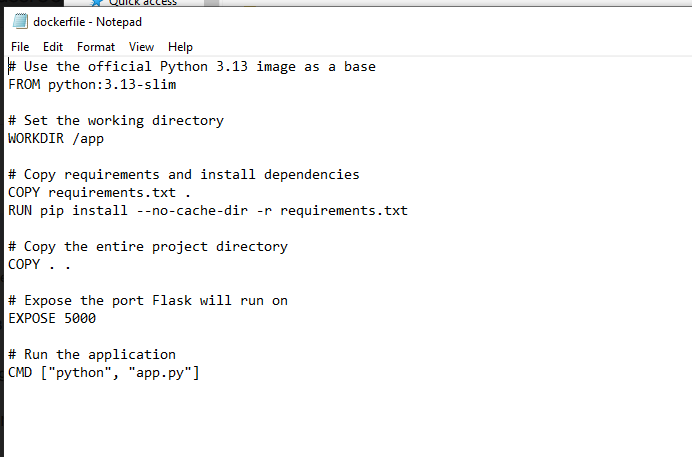 Quick access
dockerfile - Notepad
File Edit Format View Help
# Use the official Python 3.13 image as a base
FROM python:3.13-slim
# Set the working directory
WORKDIR /app
# Copy requirements and install dependencies
COPY requirements.txt .
RUN pip install --no-cache-dir -r requirements.txt
# Copy the entire project directory
COPY . .
# Expose the port Flask will run on
EXPOSE 5000
# Run the application
CMD ["python", "app.py"]